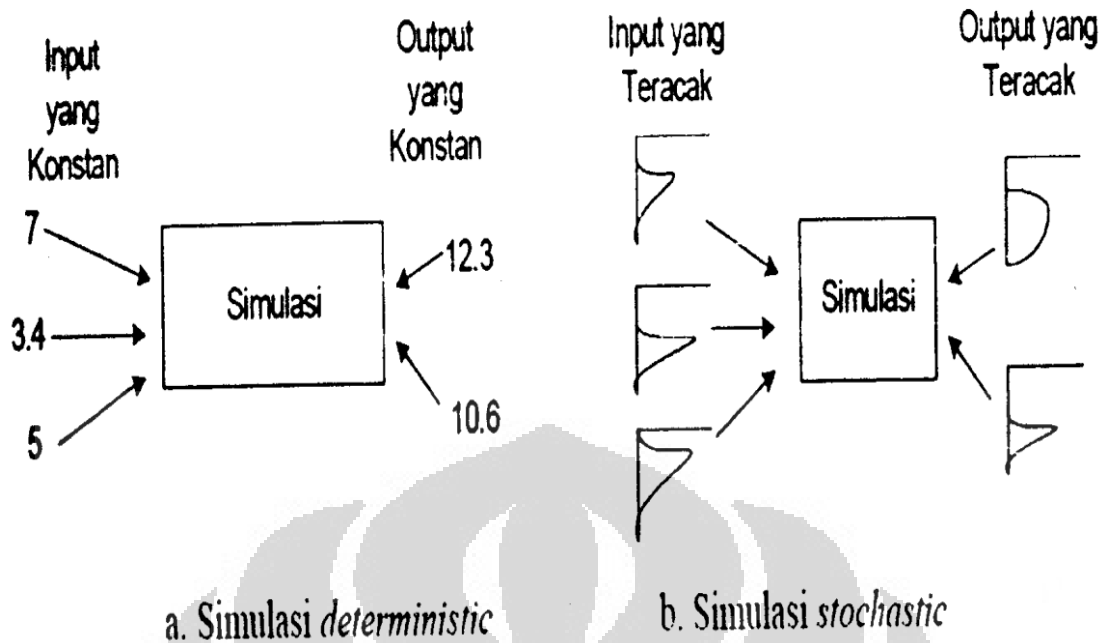 Input
yang
Konstan
Output
yang
Konstan
7
3.4
5
Simulasi
12.3
10.6
a. Simulasi deterministic
Input yang
Teracak
Output yang
Teracak
Simulasi
b. Simulasi stochastic